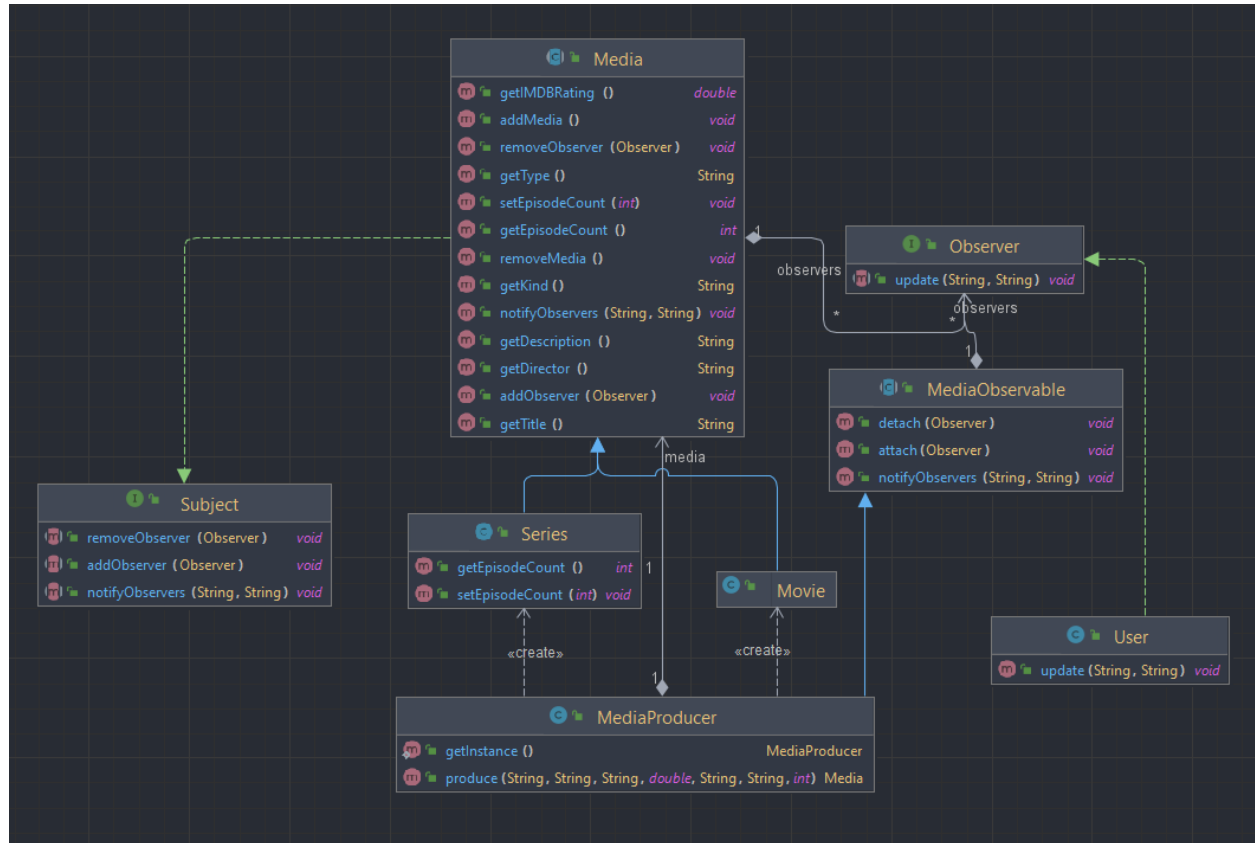 Media
getIMDBRating () double
addMedia () void
removeObserver (Observer) void
getType () String
setEpisodeCount (int) void
getEpisodeCount () int
removeMedia () void
getKind () String
notifyObservers (String, String) void
getDescription () String
getDirector () String
addObserver (Observer) void
getTitle () String
1
observers
*
Observer
update (String, String) void
observers
*
1
MediaObservable
detach (Observer) void
attach (Observer) void
notifyObservers (String, String) void
media
Subject
removeObserver (Observer) void
addObserver (Observer) void
notifyObservers (String, String) void
Series
getEpisodeCount () int
setEpisodeCount (int) void
1
Movie
«create»
«create»
1
User
update (String, String) void
MediaProducer
getInstance () MediaProducer
produce (String, String, String, double, String, String, int) Media